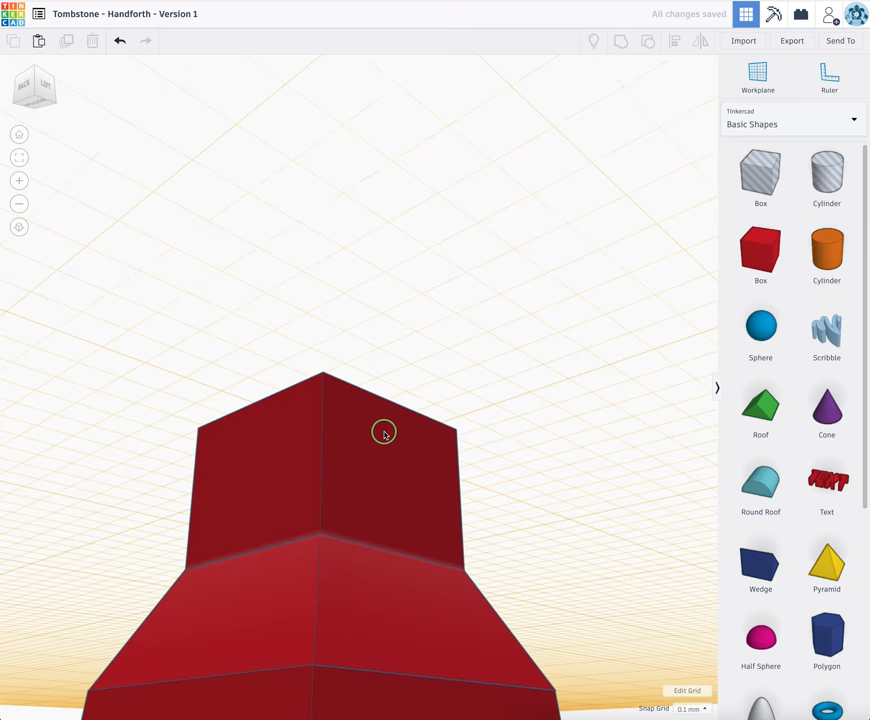 TIN
KER
CAD
Tombstone - Handforth - Version 1
All changes saved
Import
Export
Send To
BACK
LEFT
Workplane
Ruler
Tinkercad
Basic Shapes
Box
Cylinder
Box
Cylinder
Sphere
Scribble
Roof
Cone
Round Roof
TEXT
Text
Wedge
Pyramid
Half Sphere
Polygon
Edit Grid
Snap Grid
0.1 mm